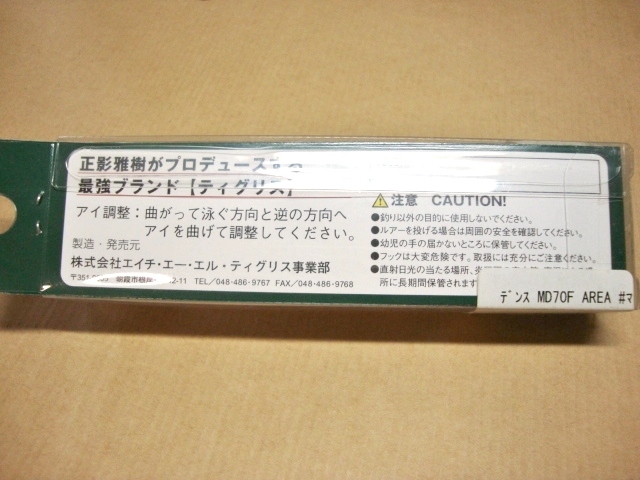 正影雅樹がプロデュースする
最強ブランド【ティグリス】
アイ調整：曲がって泳ぐ方向と逆の方向へ
アイを曲げて調整してください。
製造・発売元
株式会社エイチ・エー・エル・ティグリス事業部
〒351- 朝霞市 -11 TEL/048-486-9767 FAX/048-486-9768
⚠注意 CAUTION!
●釣り以外の目的に使用しないでください。
●ルアーを投げる場合は周囲の安全を確認してください。
●幼児の手の届かないところに保管してください。
●フックは大変危険です。取扱には充分にご注意ください。
●直射日光の当たる場所、
所に長期間保管されます
デンス MD70F AREA #マ